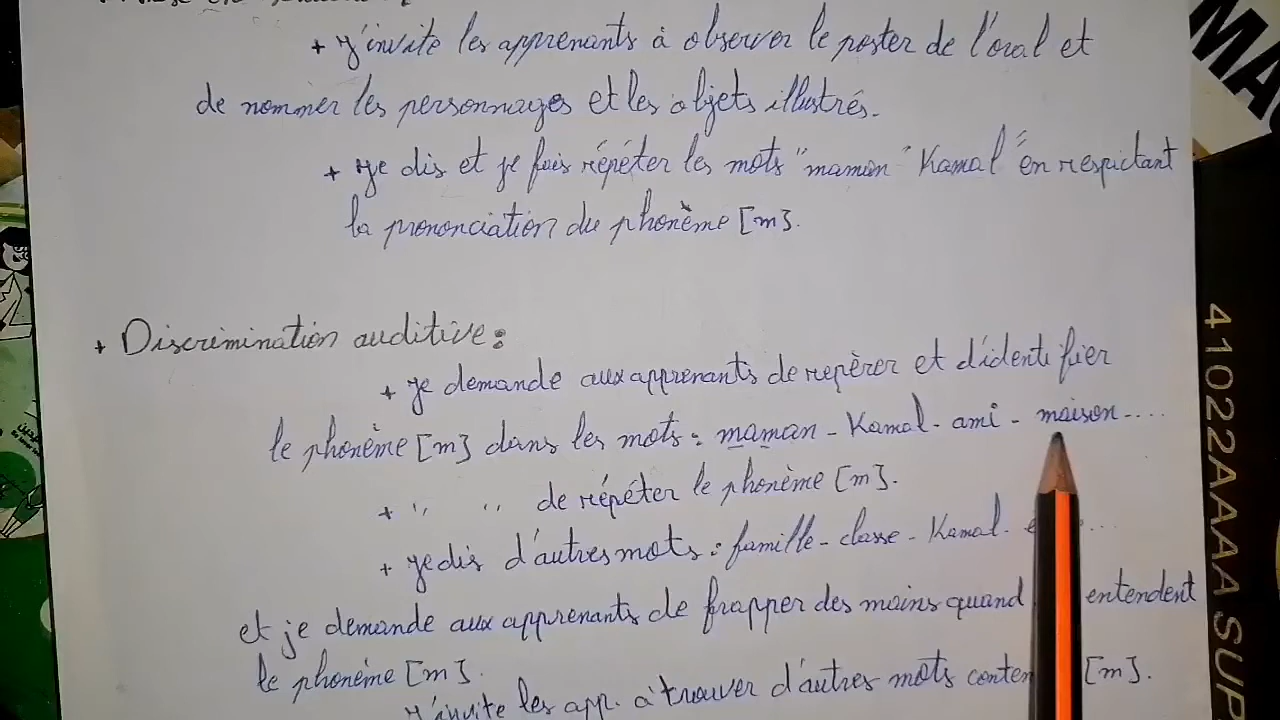 + J'invite les apprenants à observer le poster de l'oral et
de nommer les personnages et les objets illustrés.
+ Je dis et je fais répéter les mots "maman" Kamal" en respectant
la prononciation du phonème [m].
+ Discrimination auditive :
+ Je demande aux apprenants de repèrer et d'identifier
le phonème [m] dans les mots : maman - Kamal - ami - maison....
+ " " de répéter le phonème [m].
+ Je dis d'autres mots : famille - classe - Kamal - ...
et je demande aux apprenants de frapper des mains quand entendent
le phonème [m].
J'invite les app. à trouver d'autres mots [m].
MA
41022AAAA SUP